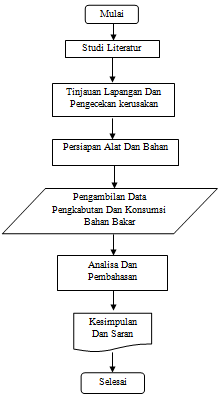 Mulai
Studi Literatur
Tinjauan Lapangan Dan
Pengecekan kerusakan
Persiapan Alat Dan Bahan
Pengambilan Data
Pengkabutan Dan Konsumsi
Bahan Bakar
Analisa Dan
Pembahasan
Kesimpulan
Dan Saran
Selesai